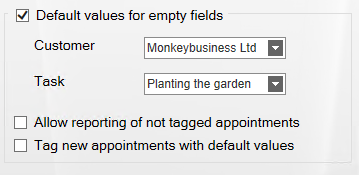 Default values for empty fields
Customer Monkeybusiness Ltd
Task Planting the garden
Allow reporting of not tagged appointments
Tag new appointments with default values